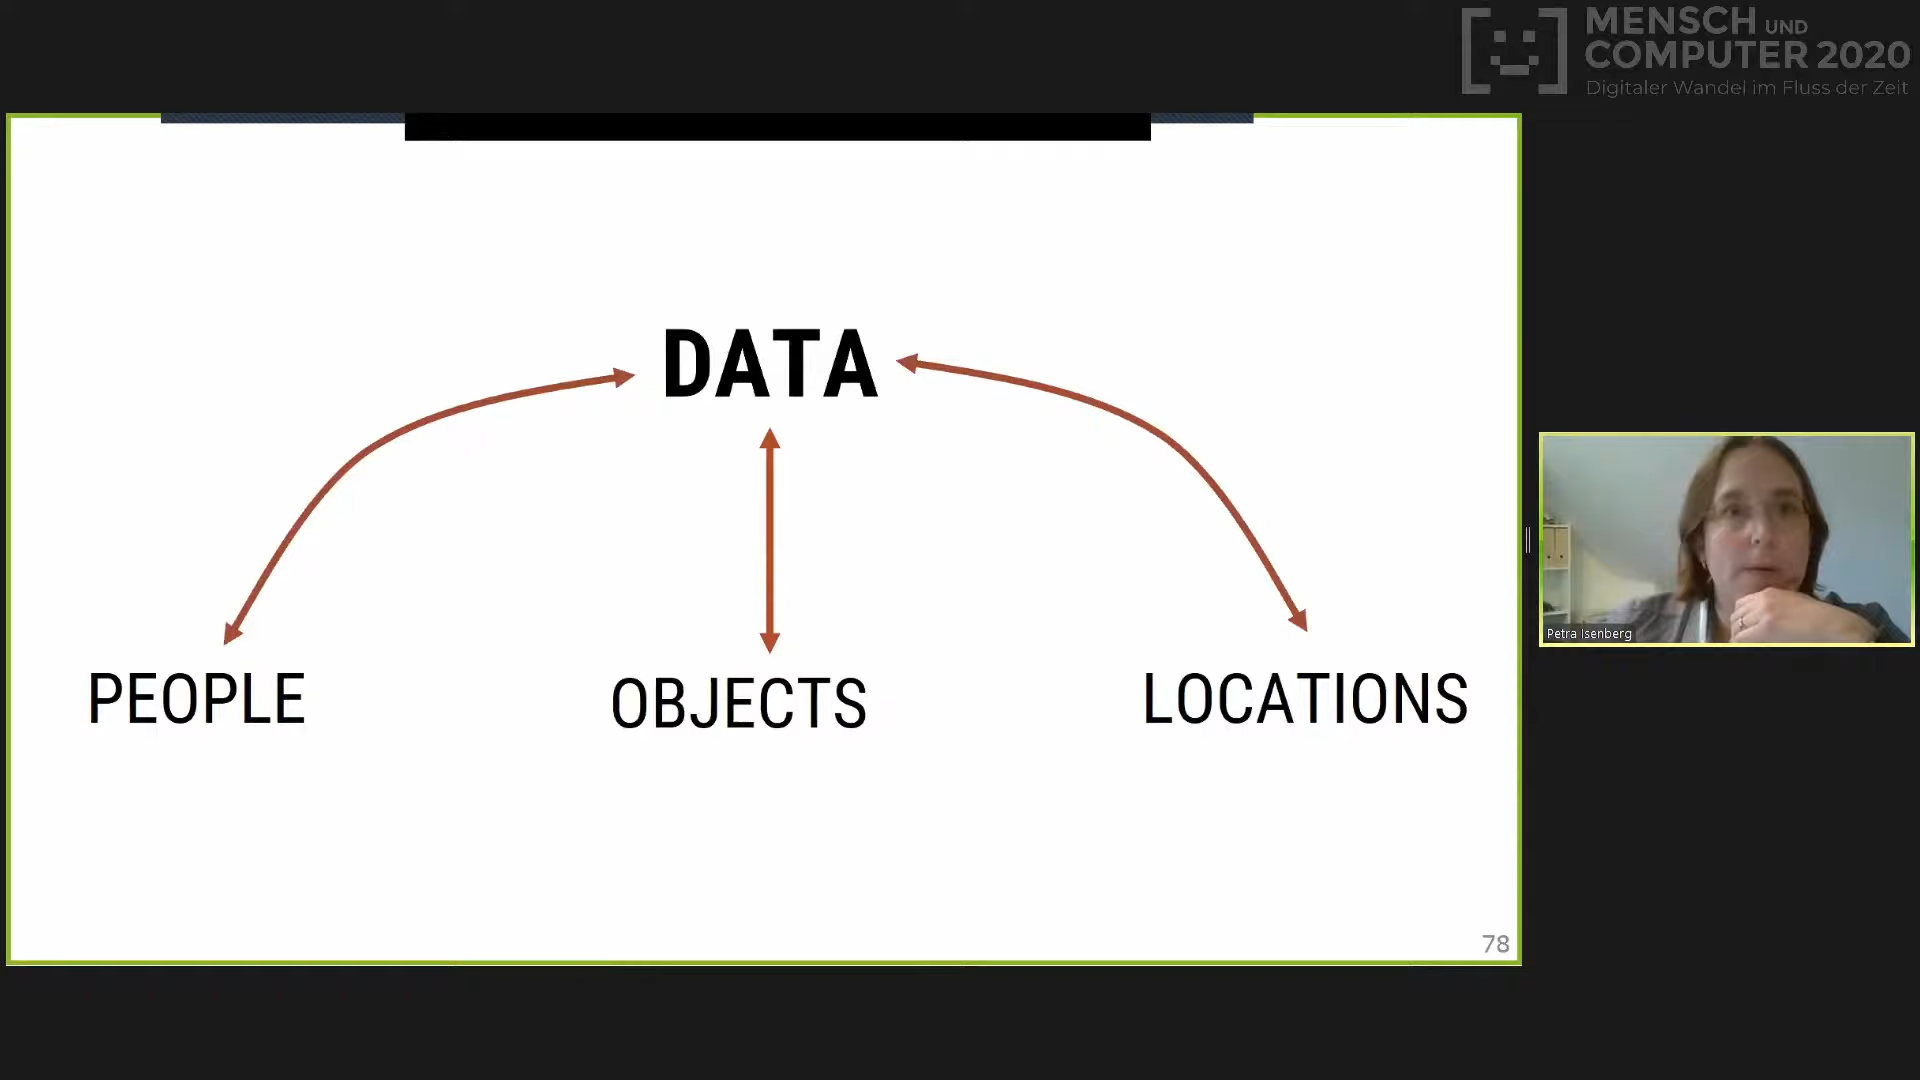 MENSCH UND
COMPUTER 2020
Digitaler Wandel im Fluss der Zeit
DATA
PEOPLE
OBJECTS
LOCATIONS
Petra Isenberg
78